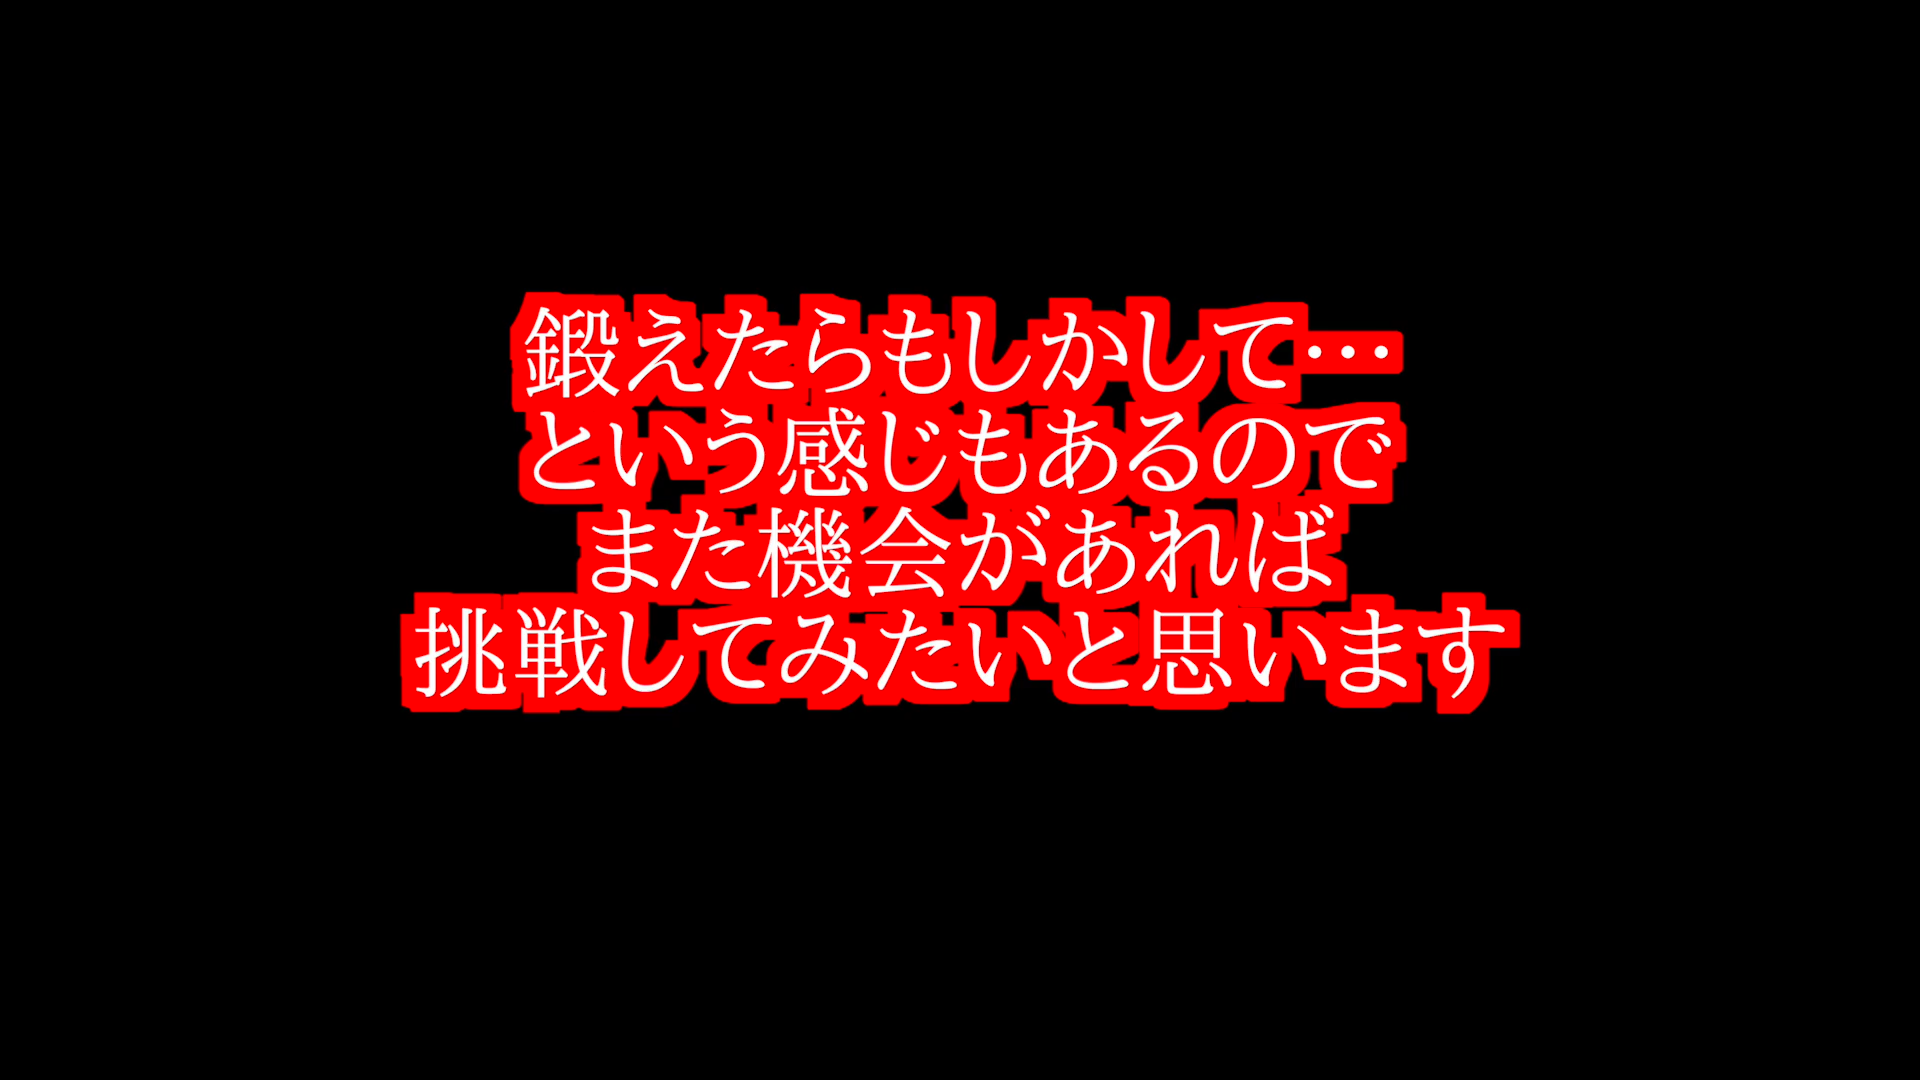 鍛えたらもしかして…
という感じもあるので
また機会があれば
挑戦してみたいと思います